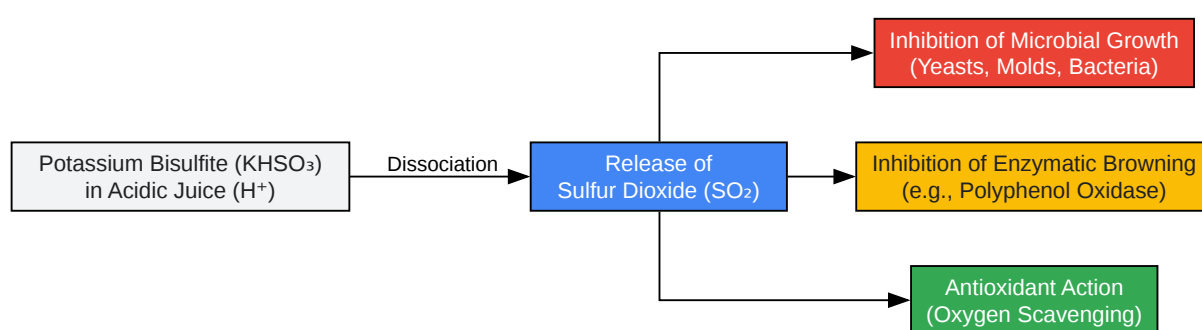 Inhibition of Microbial Growth
(Yeasts, Molds, Bacteria)
Potassium Bisulfite (KHSO₃)
in Acidic Juice (H⁺)
Dissociation
Release of
Sulfur Dioxide (SO₂)
Inhibition of Enzymatic Browning
(e.g., Polyphenol Oxidase)
Antioxidant Action
(Oxygen Scavenging)